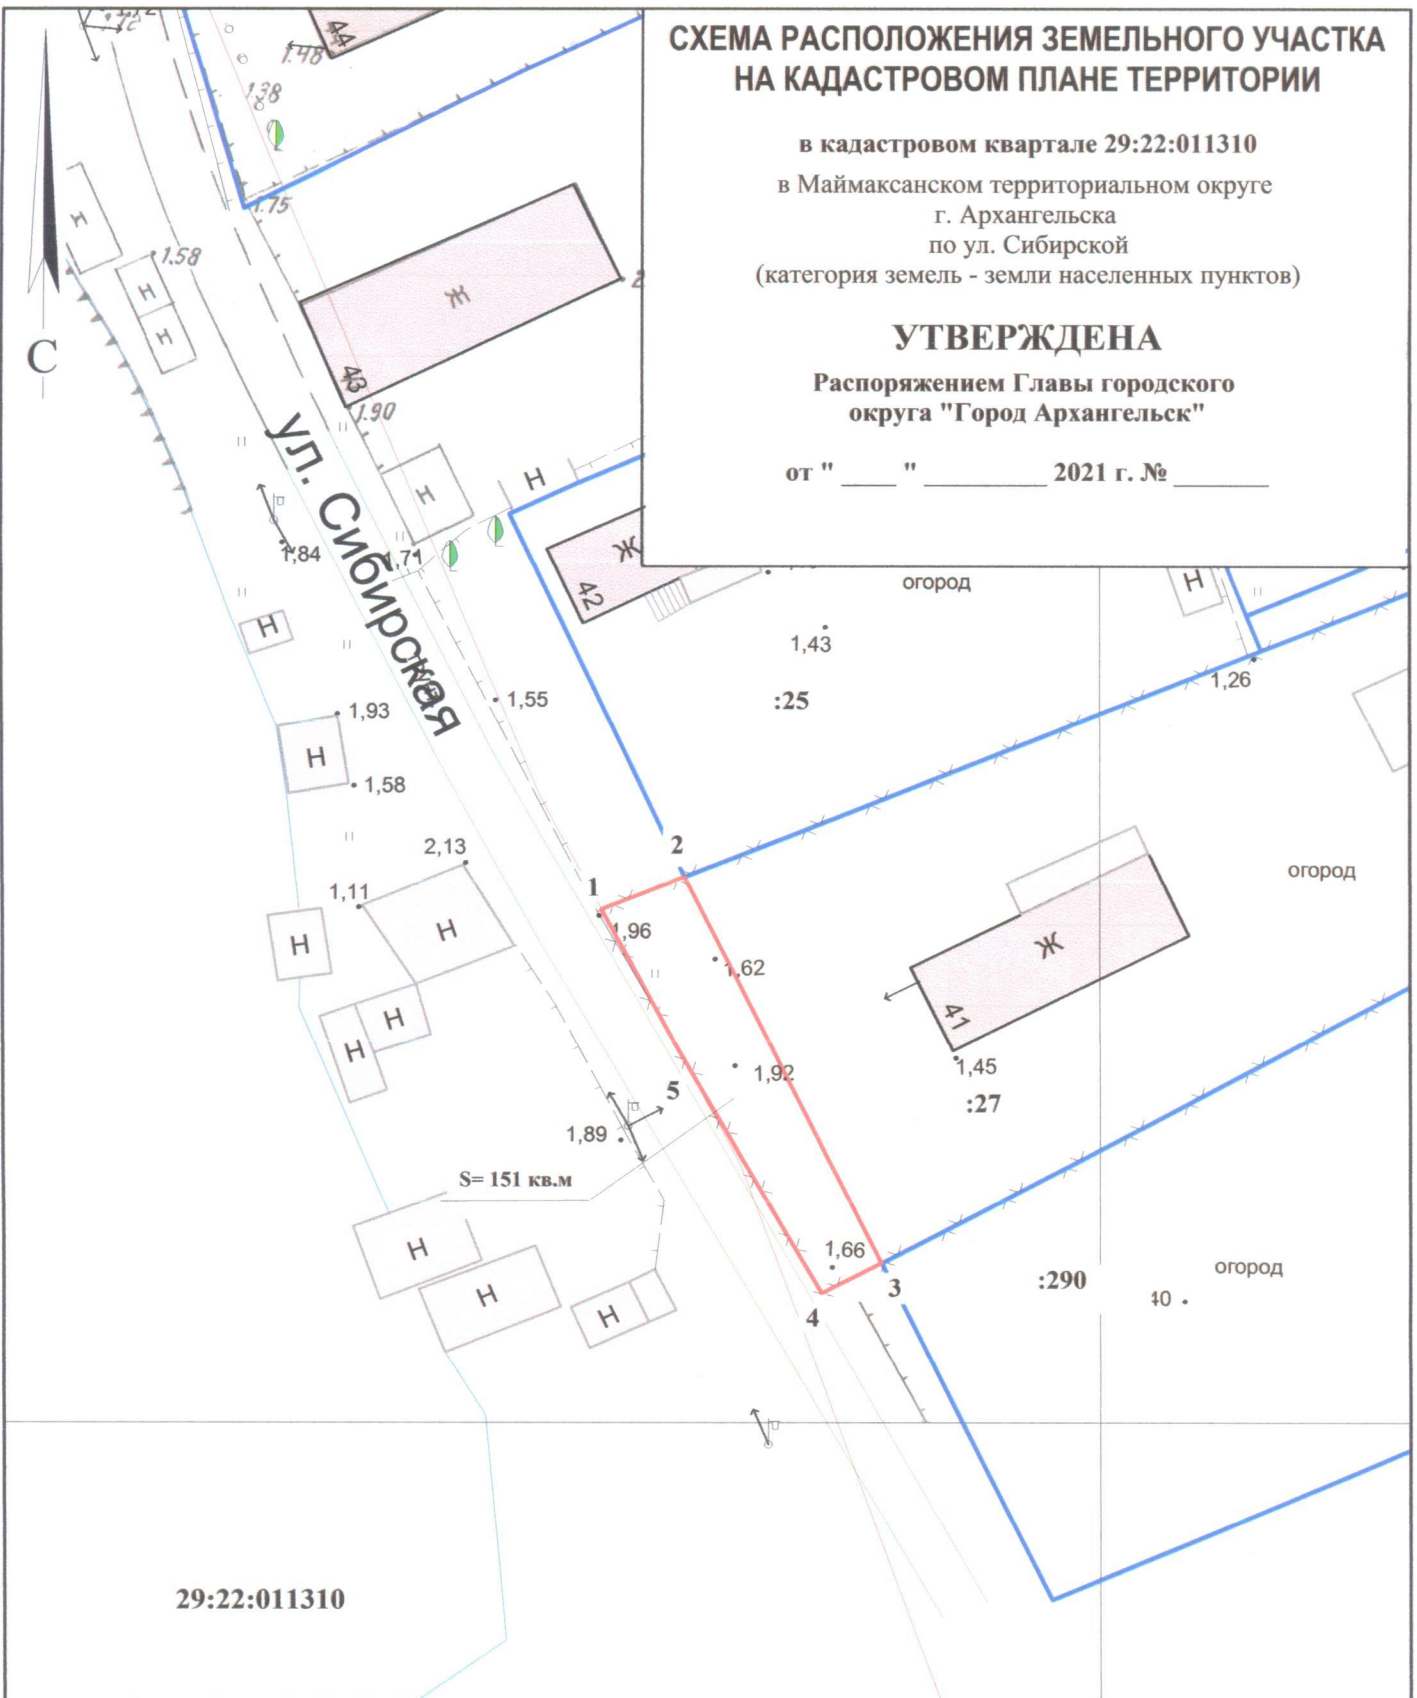 СХЕМА РАСПОЛОЖЕНИЯ ЗЕМЕЛЬНОГО УЧАСТКА
НА КАДАСТРОВОМ ПЛАНЕ ТЕРРИТОРИИ
в кадастровом квартале 29:22:011310
в Маймаксанском территориальном округе
г. Архангельска
по ул. Сибирской
(категория земель - земли населенных пунктов)
УТВЕРЖДЕНА
Распоряжением Главы городского
округа "Город Архангельск"
от " ____ " _________ 2021 г. № _______
44
1.48
1.38
1.75
Н
1.58
Н
Н
Ж
43
1.90
С
ул. Сибирская
Н
Н
Ж
42
1,84
1,71
огород
Н
Н
1,43
1,26
:25
1,55
1,93
Н
1,58
2,13
1,11
Н
Н
2
1
1,96
1,62
огород
Ж
41
1,45
:27
Н
Н
5
1,92
1,89
S= 151 кв.м
Н
Н
Н
1,66
3
4
:290
огород
40
29:22:011310